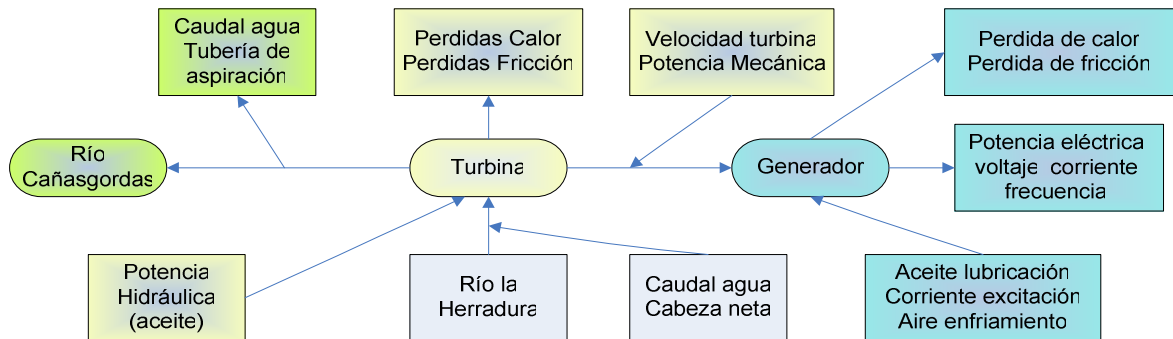 Caudal agua
Tubería de
aspiración
Perdidas Calor
Perdidas Fricción
Velocidad turbina
Potencia Mecánica
Perdida de calor
Perdida de fricción
Río
Cañasgordas
Turbina
Generador
Potencia eléctrica
voltaje corriente
frecuencia
Potencia
Hidráulica
(aceite)
Río la
Herradura
Caudal agua
Cabeza neta
Aceite lubricación
Corriente excitación
Aire enfriamiento